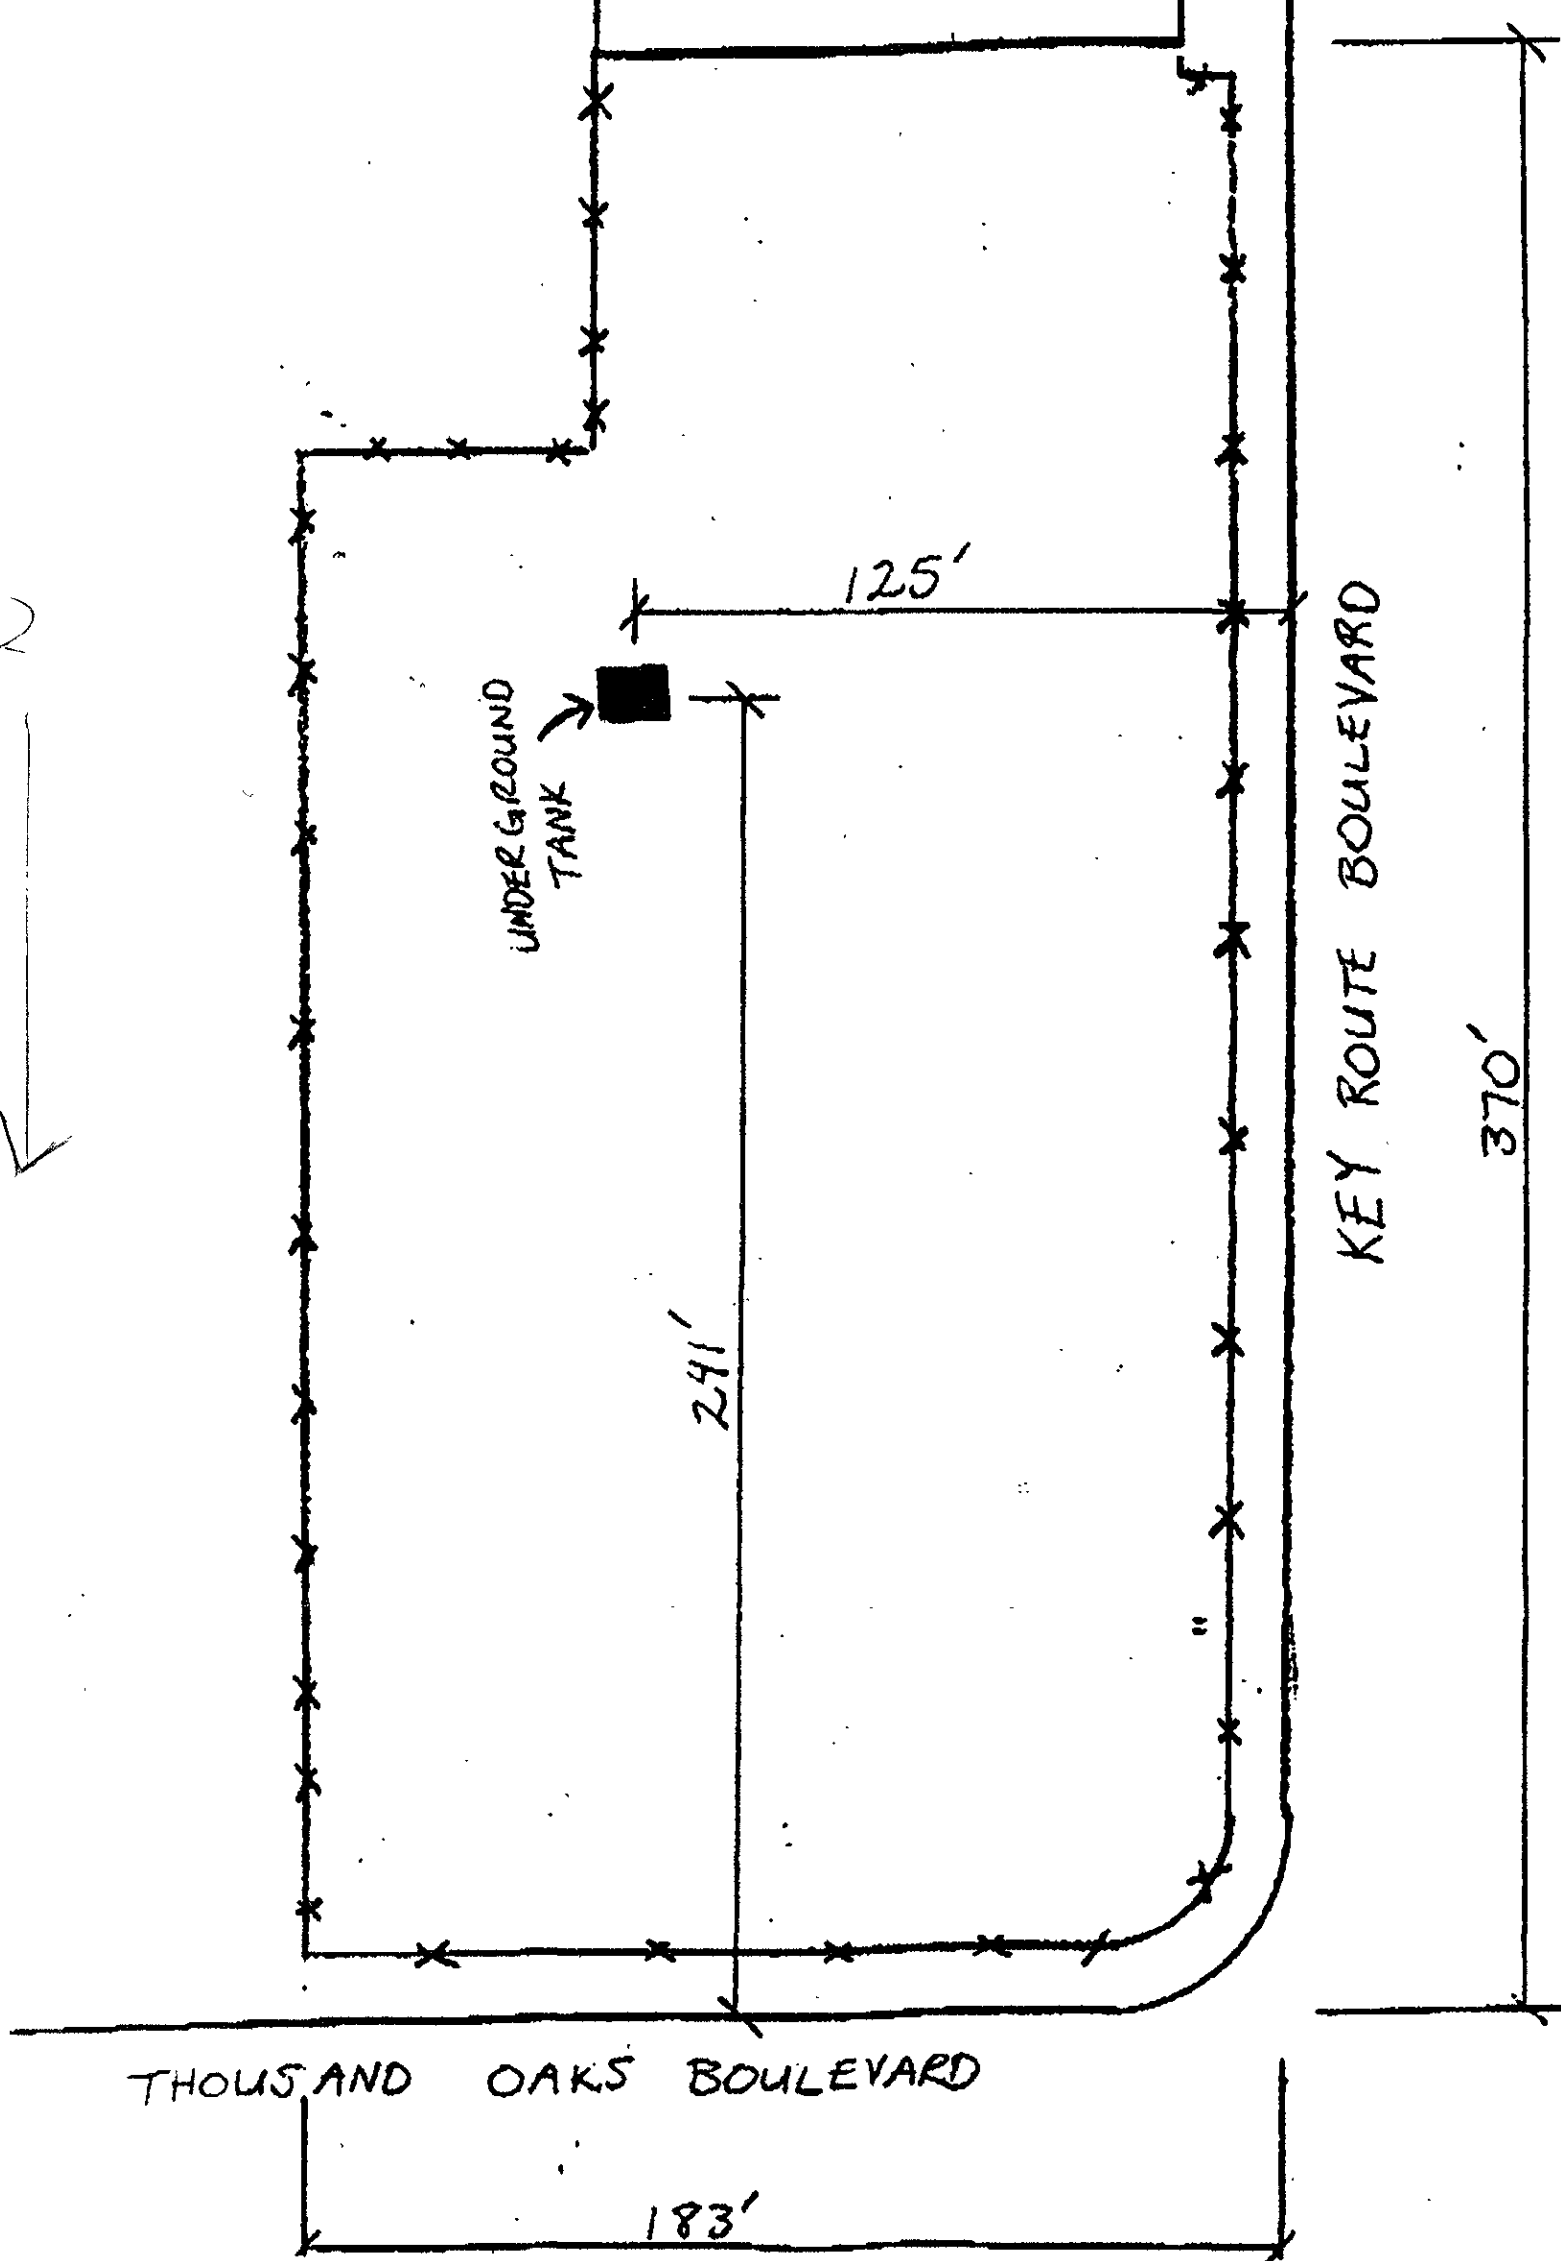 125'
UNDERGROUND
TANK
KEY ROUTE BOULEVARD
370'
241'
THOUSAND OAKS BOULEVARD
183'